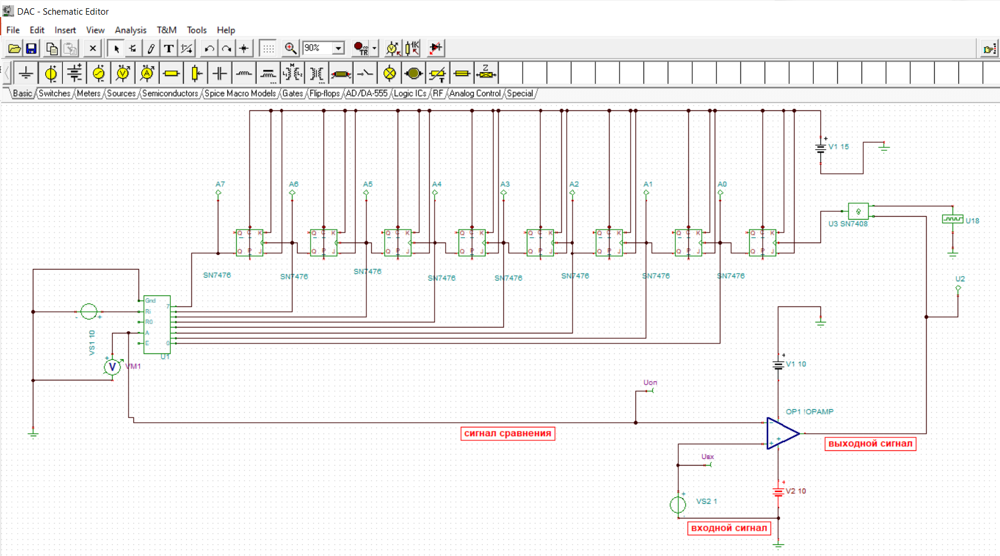 DAC - Schematic Editor
File Edit Insert View Analysis T&M Tools Help
90%
Basic Switches Meters Sources Semiconductors Spice Macro Models Gates Flip-flops AD/DA-555 Logic ICs RF Analog Control Special
V1 15
A7 A6 A5 A4 A3 A2 A1 A0
U3 SN7408
U18
Q C K Q C K Q C K Q C K Q C K Q C K Q C K Q C K
Q P J Q P J Q P J Q P J Q P J Q P J Q P J Q P J
SN7476 SN7476 SN7476 SN7476 SN7476 SN7476 SN7476 SN7476
U2
Gnd 7
Ri
R0
A
E 0
U1
VS1 10
V
VM1
V1 10
Uоп
OP1 !OPAMP
сигнал сравнения
выходной сигнал
Uвх
V2 10
VS2 1
входной сигнал